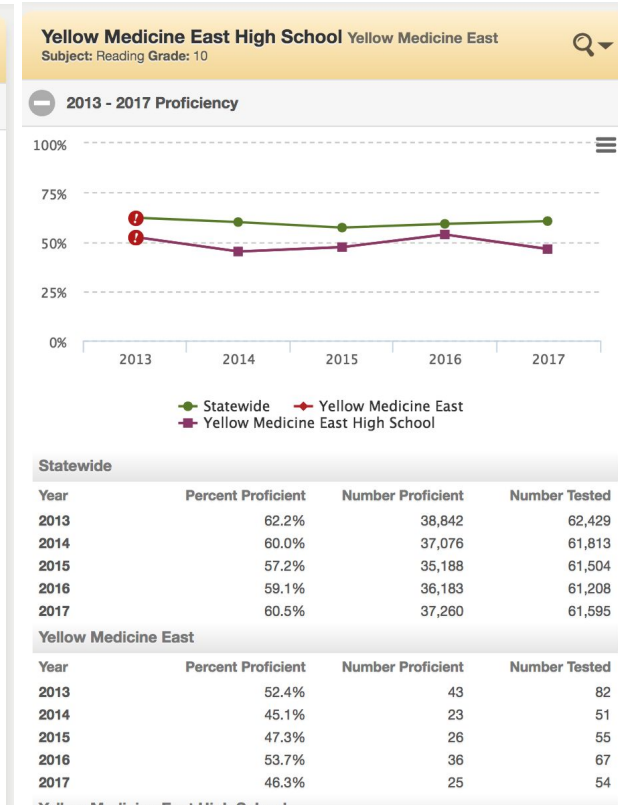 Yellow Medicine East High School Yellow Medicine East
Subject: Reading Grade: 10
2013 - 2017 Proficiency
100%
75%
50%
25%
0%
2013 2014 2015 2016 2017
Statewide Yellow Medicine East
Yellow Medicine East High School
Statewide
Year Percent Proficient Number Proficient Number Tested
2013 62.2% 38,842 62,429
2014 60.0% 37,076 61,813
2015 57.2% 35,188 61,504
2016 59.1% 36,183 61,208
2017 60.5% 37,260 61,595
Yellow Medicine East
Year Percent Proficient Number Proficient Number Tested
2013 52.4% 43 82
2014 45.1% 23 51
2015 47.3% 26 55
2016 53.7% 36 67
2017 46.3% 25 54
Yellow Medicine East High School